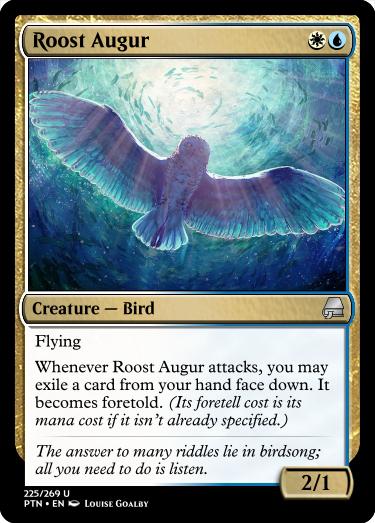 Roost Augur
Creature — Bird
Flying
Whenever Roost Augur attacks, you may
exile a card from your hand face down. It
becomes foretold. (Its foretell cost is its
mana cost if it isn't already specified.)
The answer to many riddles lie in birdsong;
all you need to do is listen.
2/1
225/269 U
PTN • EN Louise Goalby